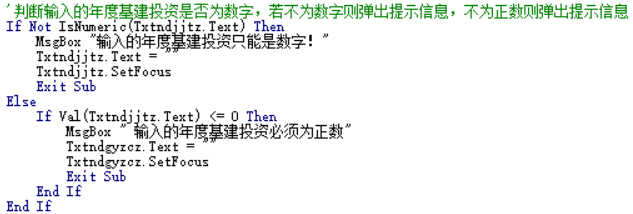 '判断输入的年度基建投资是否为数字，若不为数字则弹出提示信息，不为正数则弹出提示信息
If Not IsNumeric(Txtndjjtz.Text) Then
MsgBox "输入的年度基建投资只能是数字！"
Txtndjjtz.Text = ""
Txtndjjtz.SetFocus
Exit Sub
Else
If Val(Txtndjjtz.Text) <= 0 Then
MsgBox " 输入的年度基建投资必须为正数"
Txtndgyzcz.Text = ""
Txtndgyzcz.SetFocus
Exit Sub
End If
End If